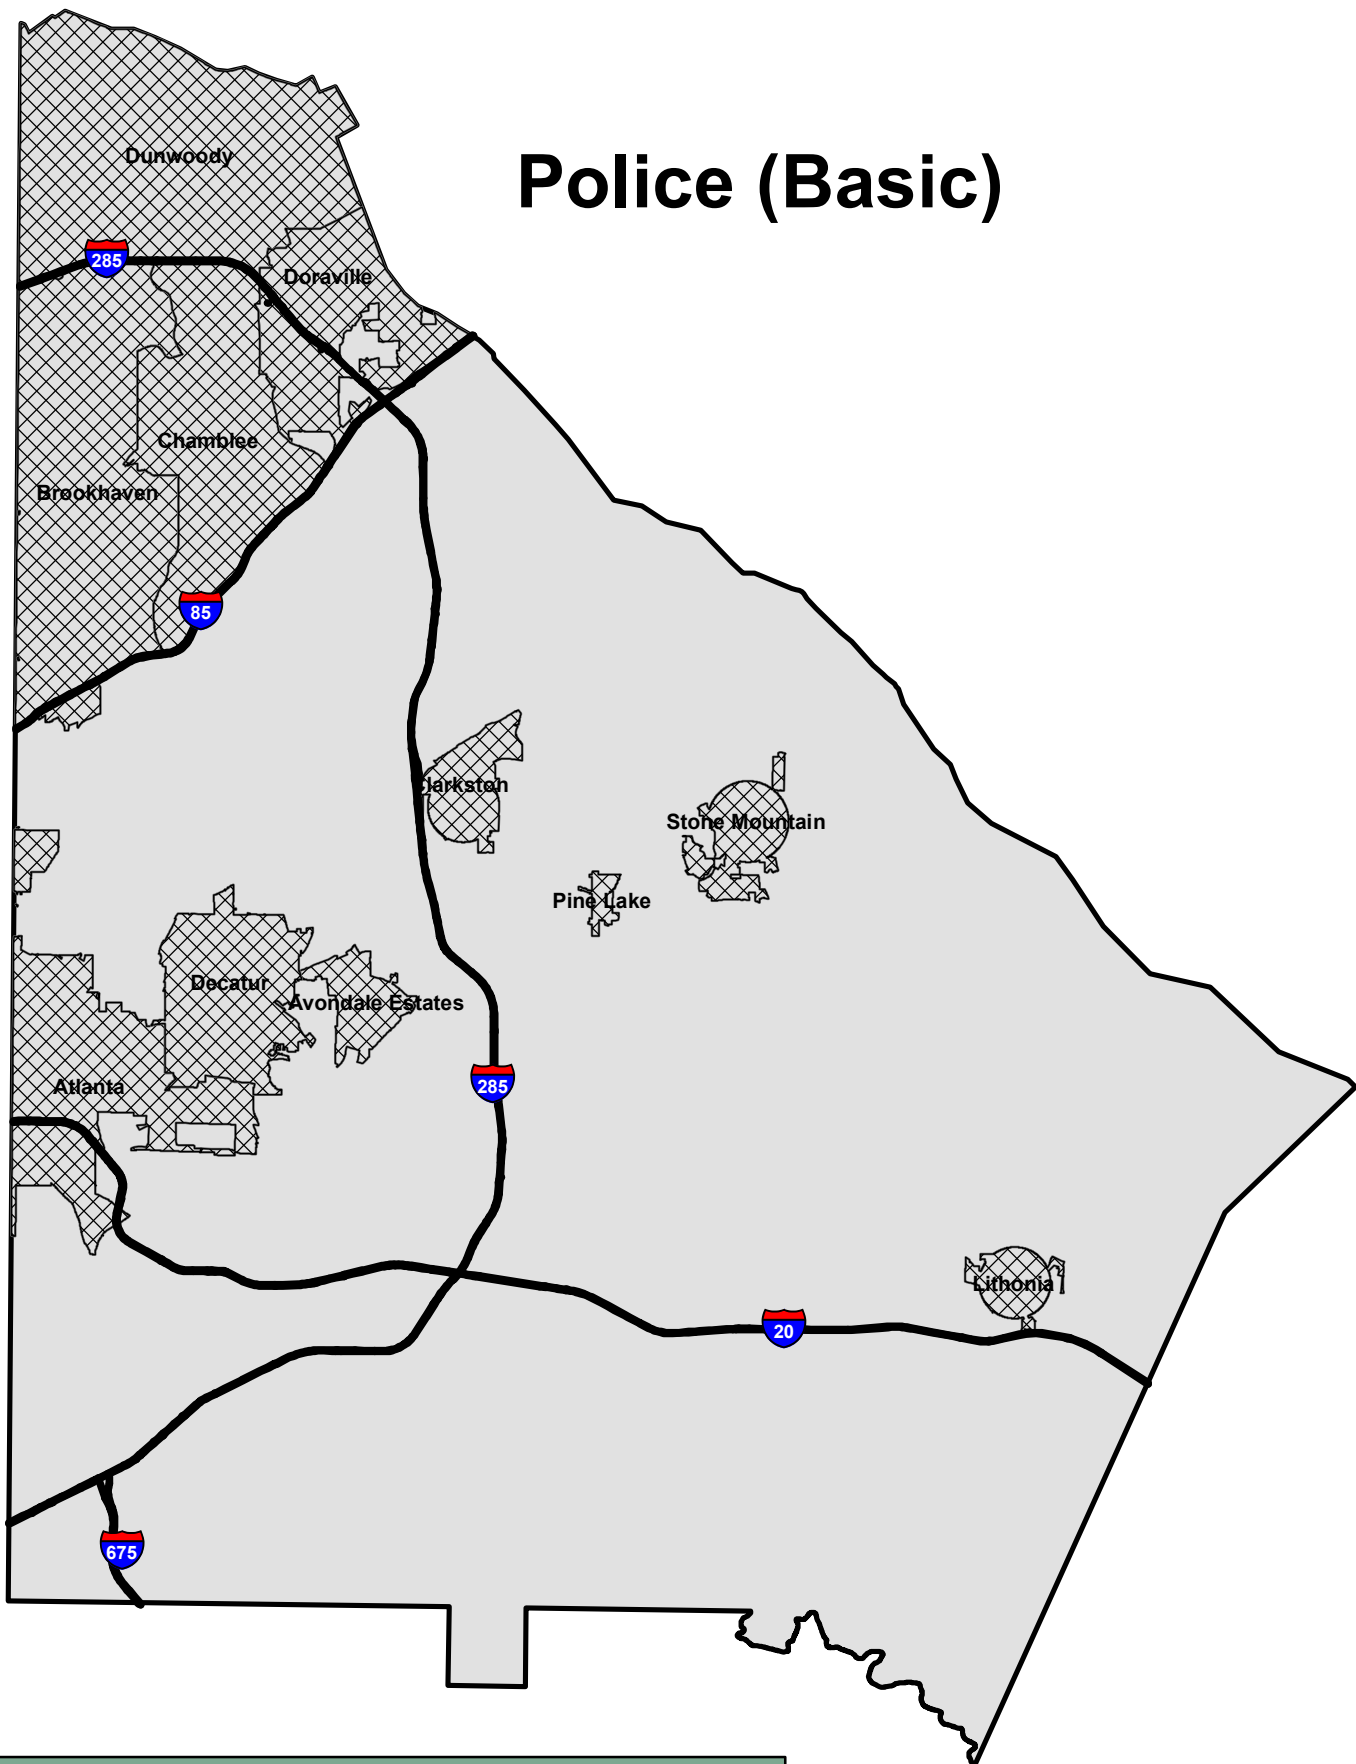 Dunwoody
Police (Basic)
285
Doraville
Chamblee
Brookhaven
85
Clarkston
Stone Mountain
Pine Lake
Decatur
Avondale Estates
Atlanta
285
Lithonia
20
675